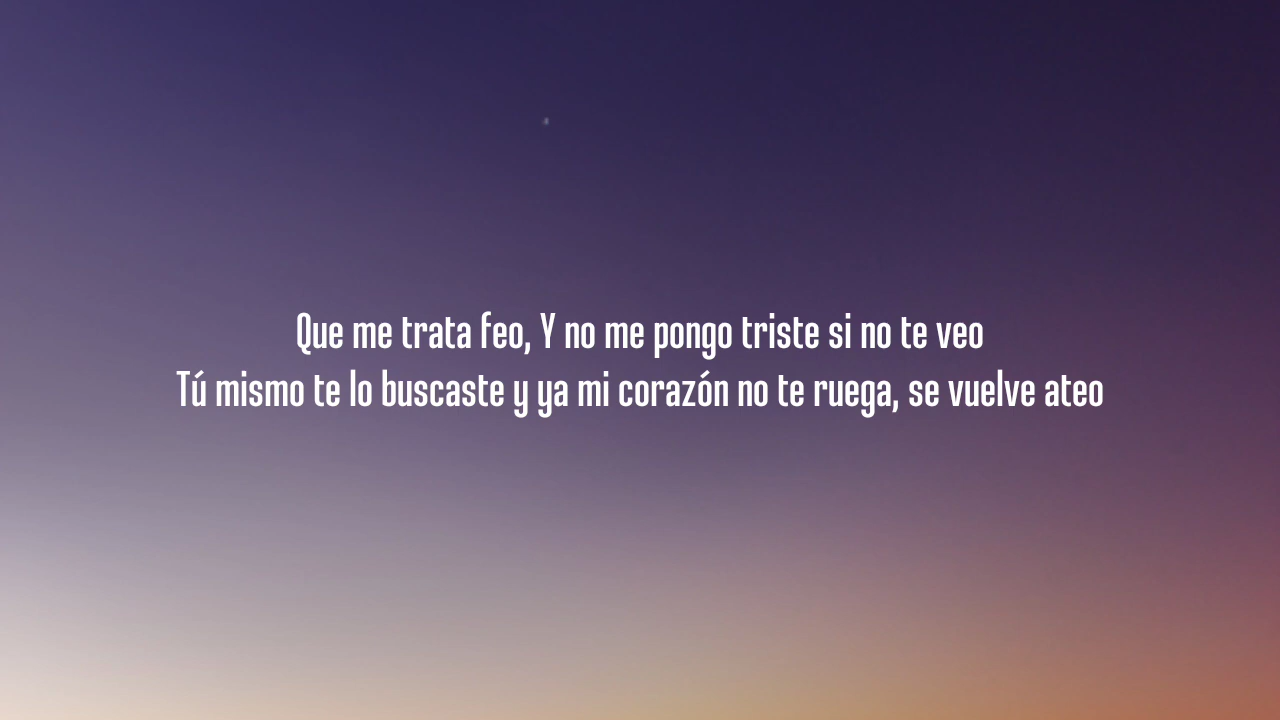 Que me trata feo, Y no me pongo triste si no te veo
Tú mismo te lo buscaste y ya mi corazón no te ruega, se vuelve ateo